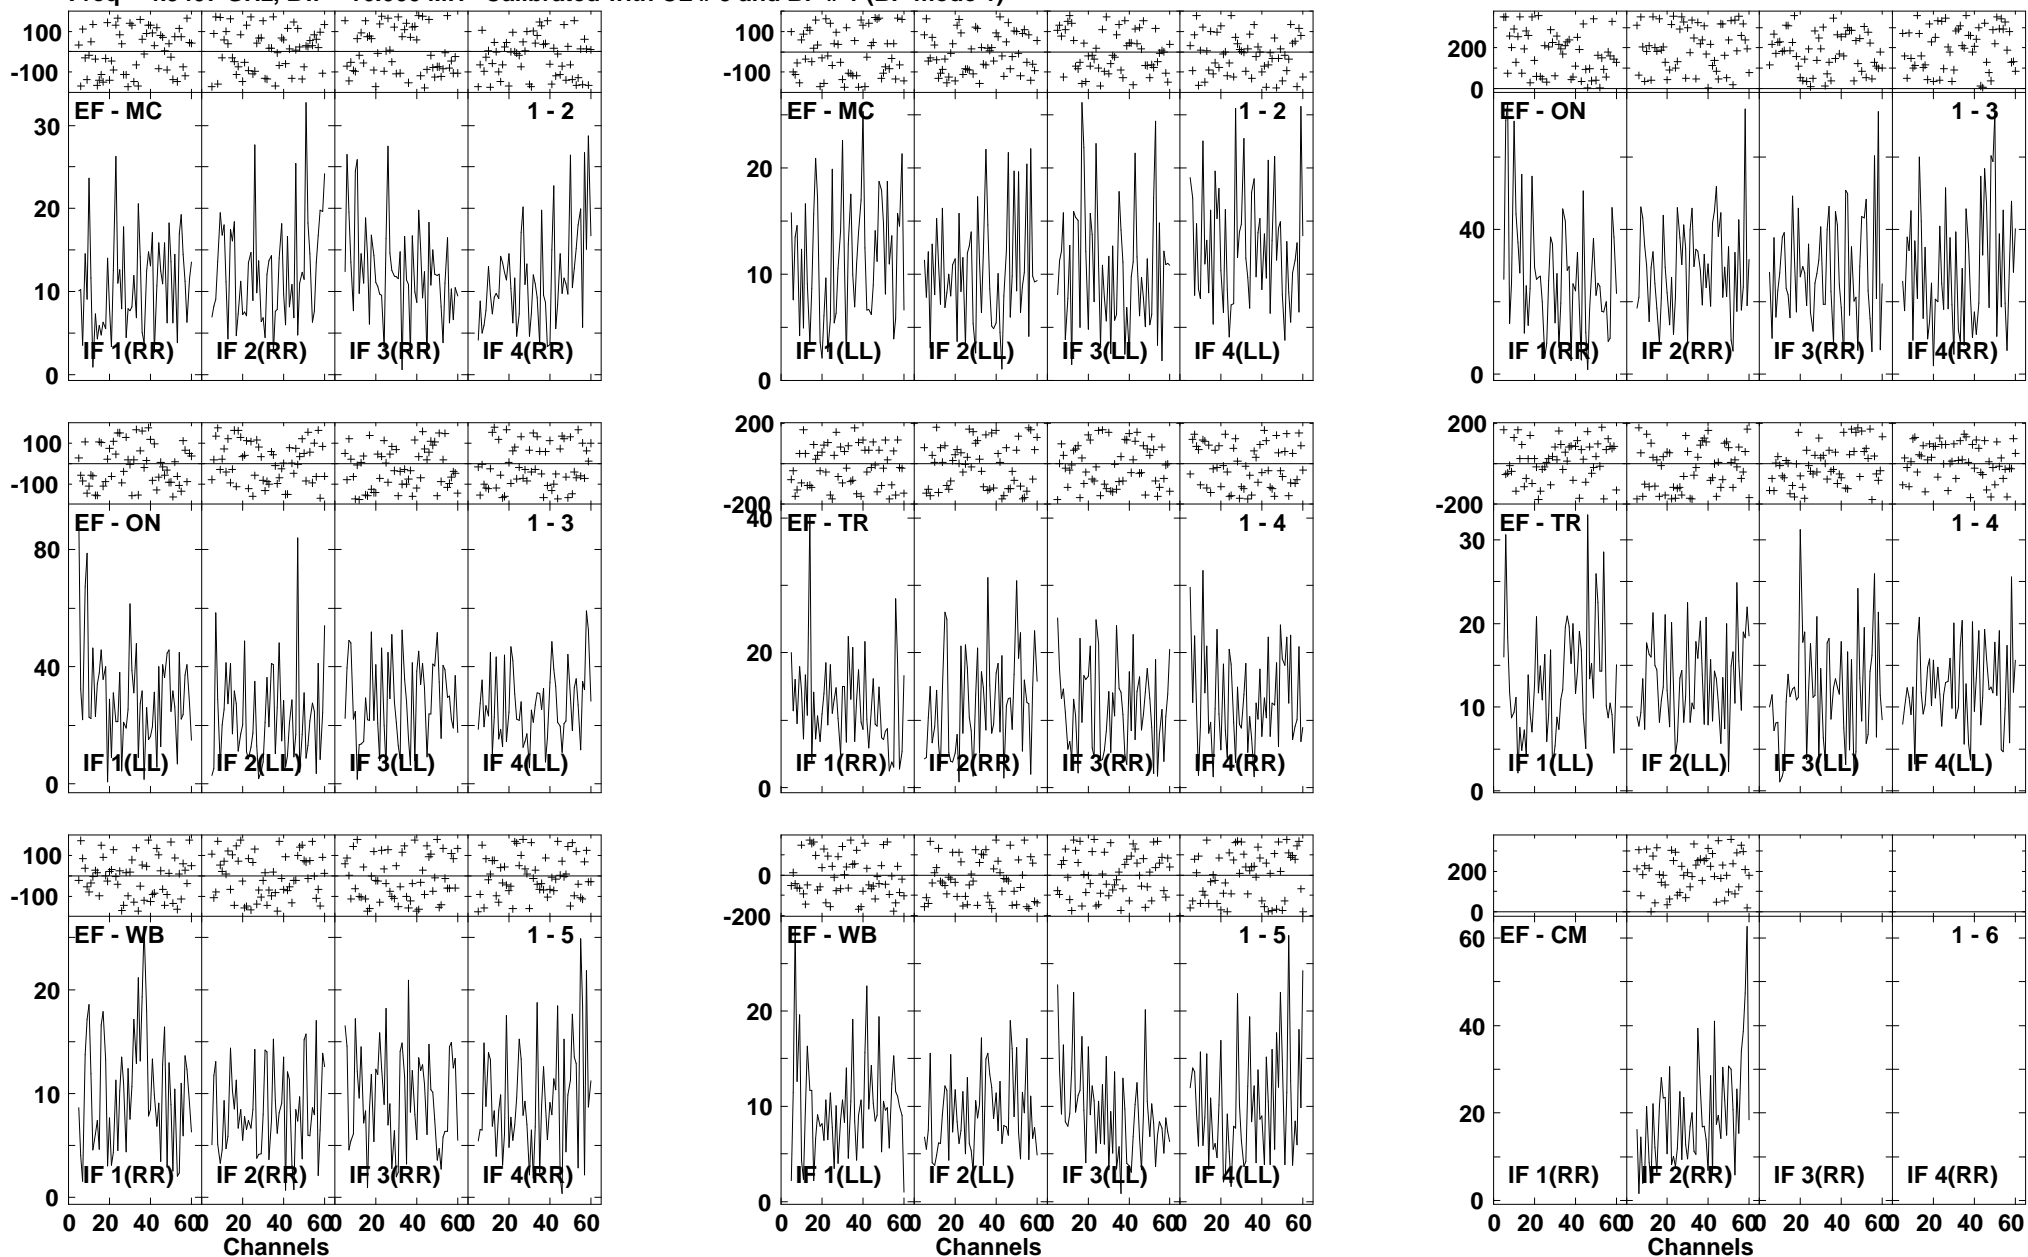 100
-100
EF - MC 1 - 2
30
20
10
0
IF 1(RR) IF 2(RR) IF 3(RR) IF 4(RR)
100
-100
EF - MC 1 - 2
20
10
0
IF 1(LL) IF 2(LL) IF 3(LL) IF 4(LL)
200
0
EF - ON 1 - 3
40
0
IF 1(RR) IF 2(RR) IF 3(RR) IF 4(RR)
100
-100
EF - ON 1 - 3
80
40
0
IF 1(LL) IF 2(LL) IF 3(LL) IF 4(LL)
200
-200
40
EF - TR 1 - 4
20
0
IF 1(RR) IF 2(RR) IF 3(RR) IF 4(RR)
200
-200
EF - TR 1 - 4
30
20
10
0
IF 1(LL) IF 2(LL) IF 3(LL) IF 4(LL)
100
-100
EF - WB 1 - 5
20
10
0
IF 1(RR) IF 2(RR) IF 3(RR) IF 4(RR)
0 20 40 60 0 20 40 60 0 20 40 60 0 20 40 60
Channels
200
0
-200
EF - WB 1 - 5
20
10
0
IF 1(LL) IF 2(LL) IF 3(LL) IF 4(LL)
0 20 40 60 0 20 40 60 0 20 40 60 0 20 40 60
Channels
200
0
EF - CM 1 - 6
60
40
20
0
IF 1(RR) IF 2(RR) IF 3(RR) IF 4(RR)
0 20 40 60 0 20 40 60 0 20 40 60 0 20 40 60
Channels